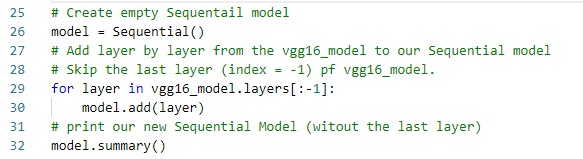 25 # Create empty Sequentail model
26 model = Sequential()
27 # Add layer by layer from the vgg16_model to our Sequential model
28 # Skip the last layer (index = -1) pf vgg16_model.
29 for layer in vgg16_model.layers[:-1]:
30     model.add(layer)
31 # print our new Sequential Model (witout the last layer)
32 model.summary()